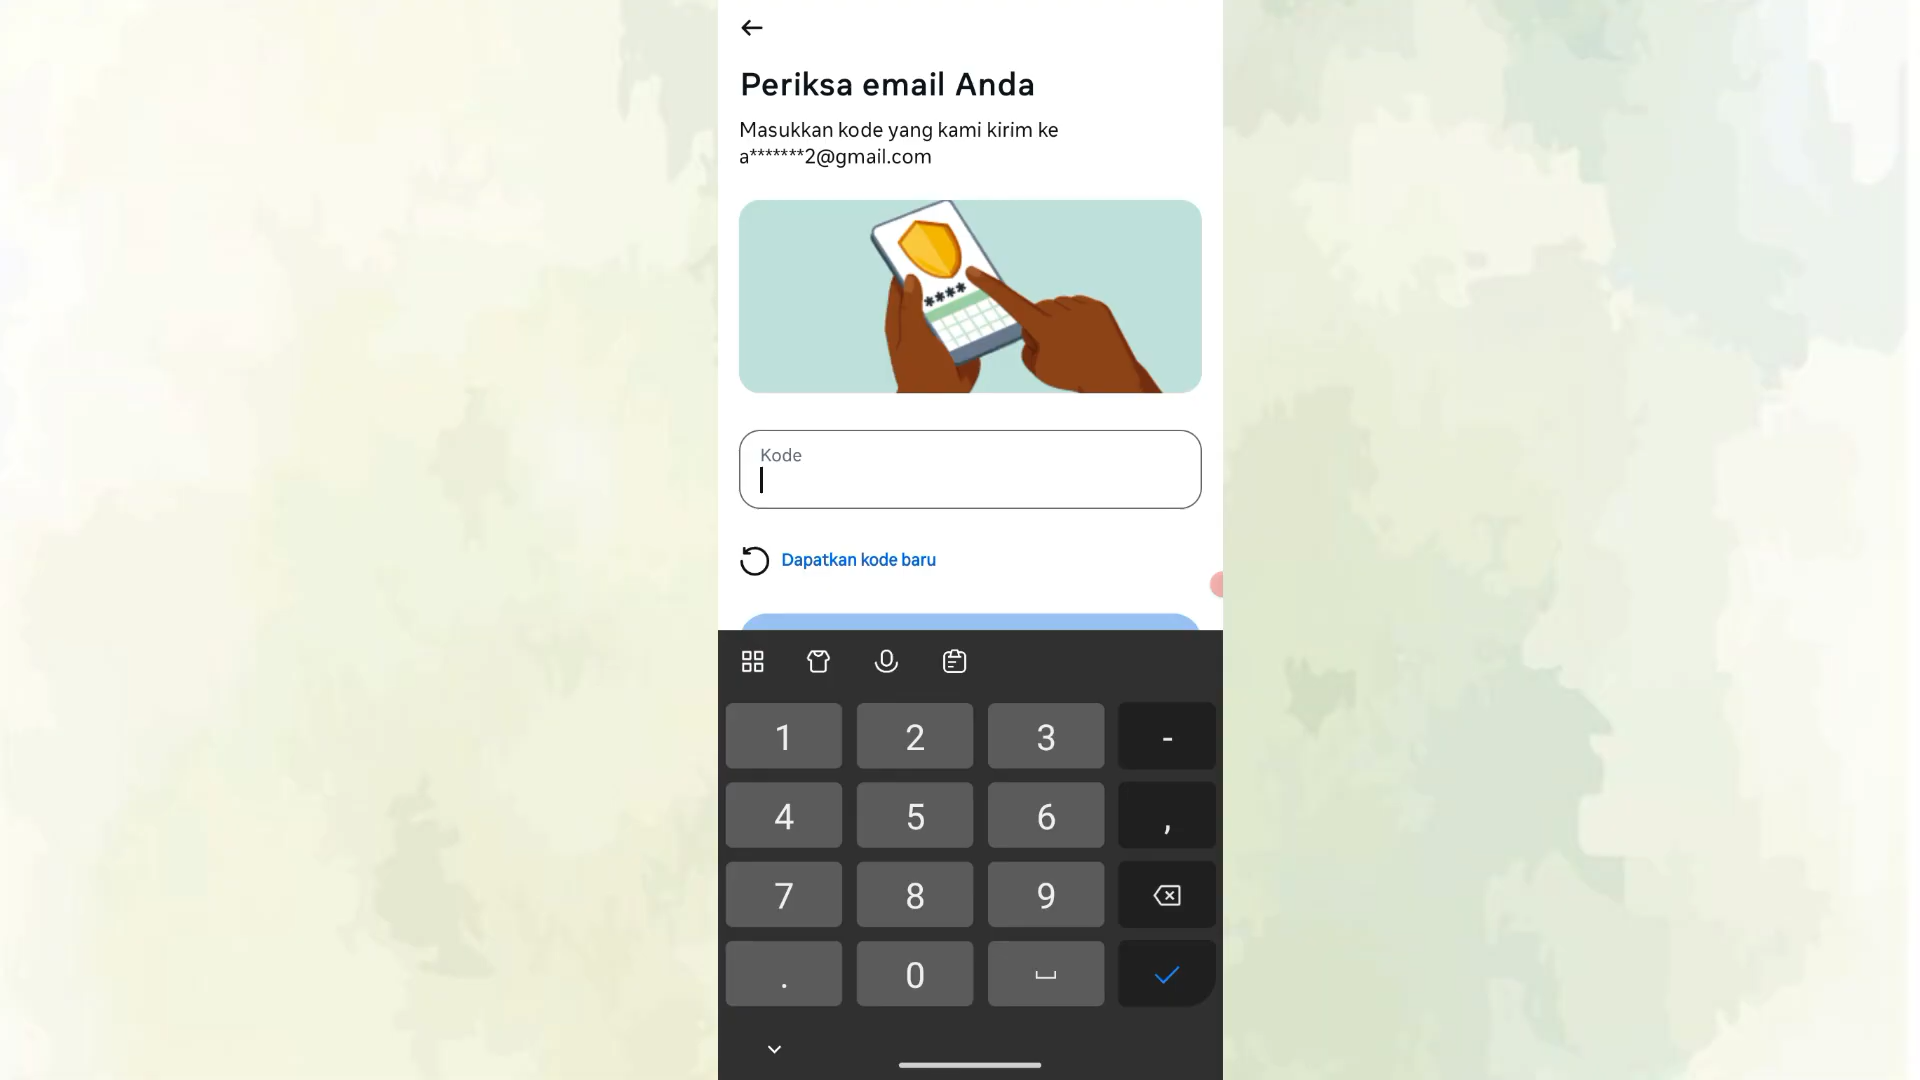 Periksa email Anda
Masukkan kode yang kami kirim ke
a*******2@gmail.com
****
Kode
Dapatkan kode baru
1 2 3 -
4 5 6 ,
7 8 9
. 0